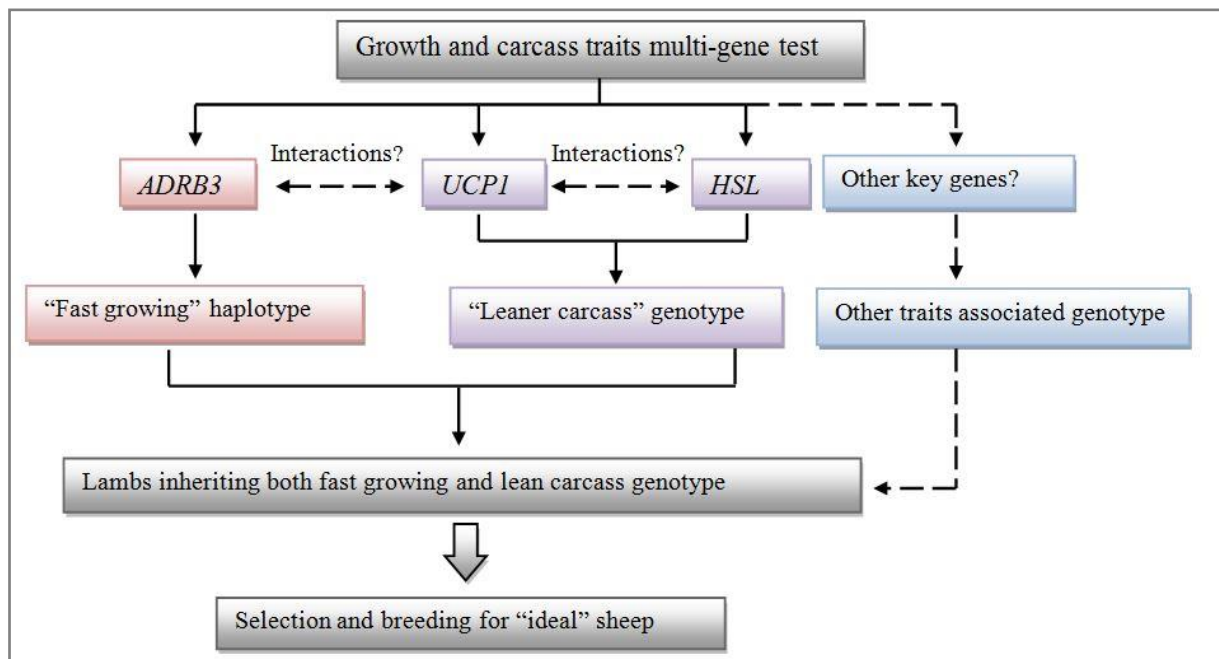 Growth and carcass traits multi-gene test
Interactions?
Interactions?
ADRB3
UCP1
HSL
Other key genes?
“Fast growing” haplotype
“Leaner carcass” genotype
Other traits associated genotype
Lambs inheriting both fast growing and lean carcass genotype
Selection and breeding for “ideal” sheep